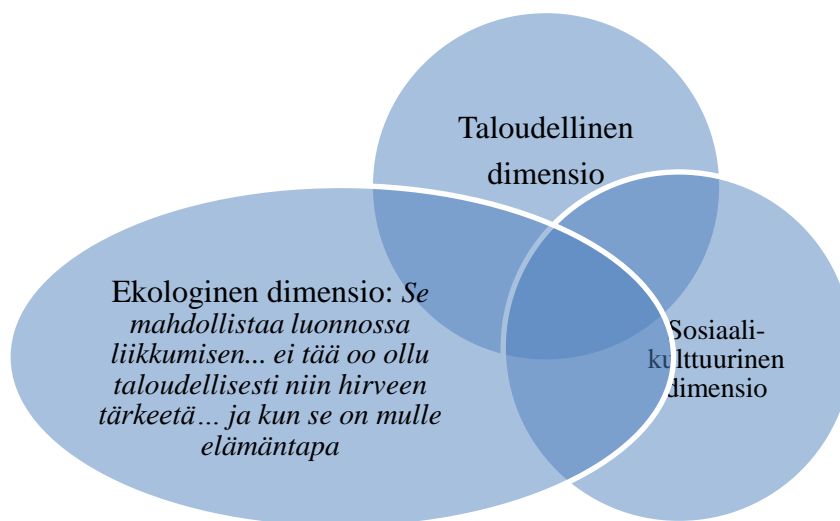 Taloudellinen
dimensio
Ekologinen dimensio: Se
mahdollistaa luonnossa
liikkumisen... ei tää oo ollu
taloudellisesti niin hirveen
tärkeetä... ja kun se on mulle
elämäntapa
Sosiaali-
kulttuurinen
dimensio